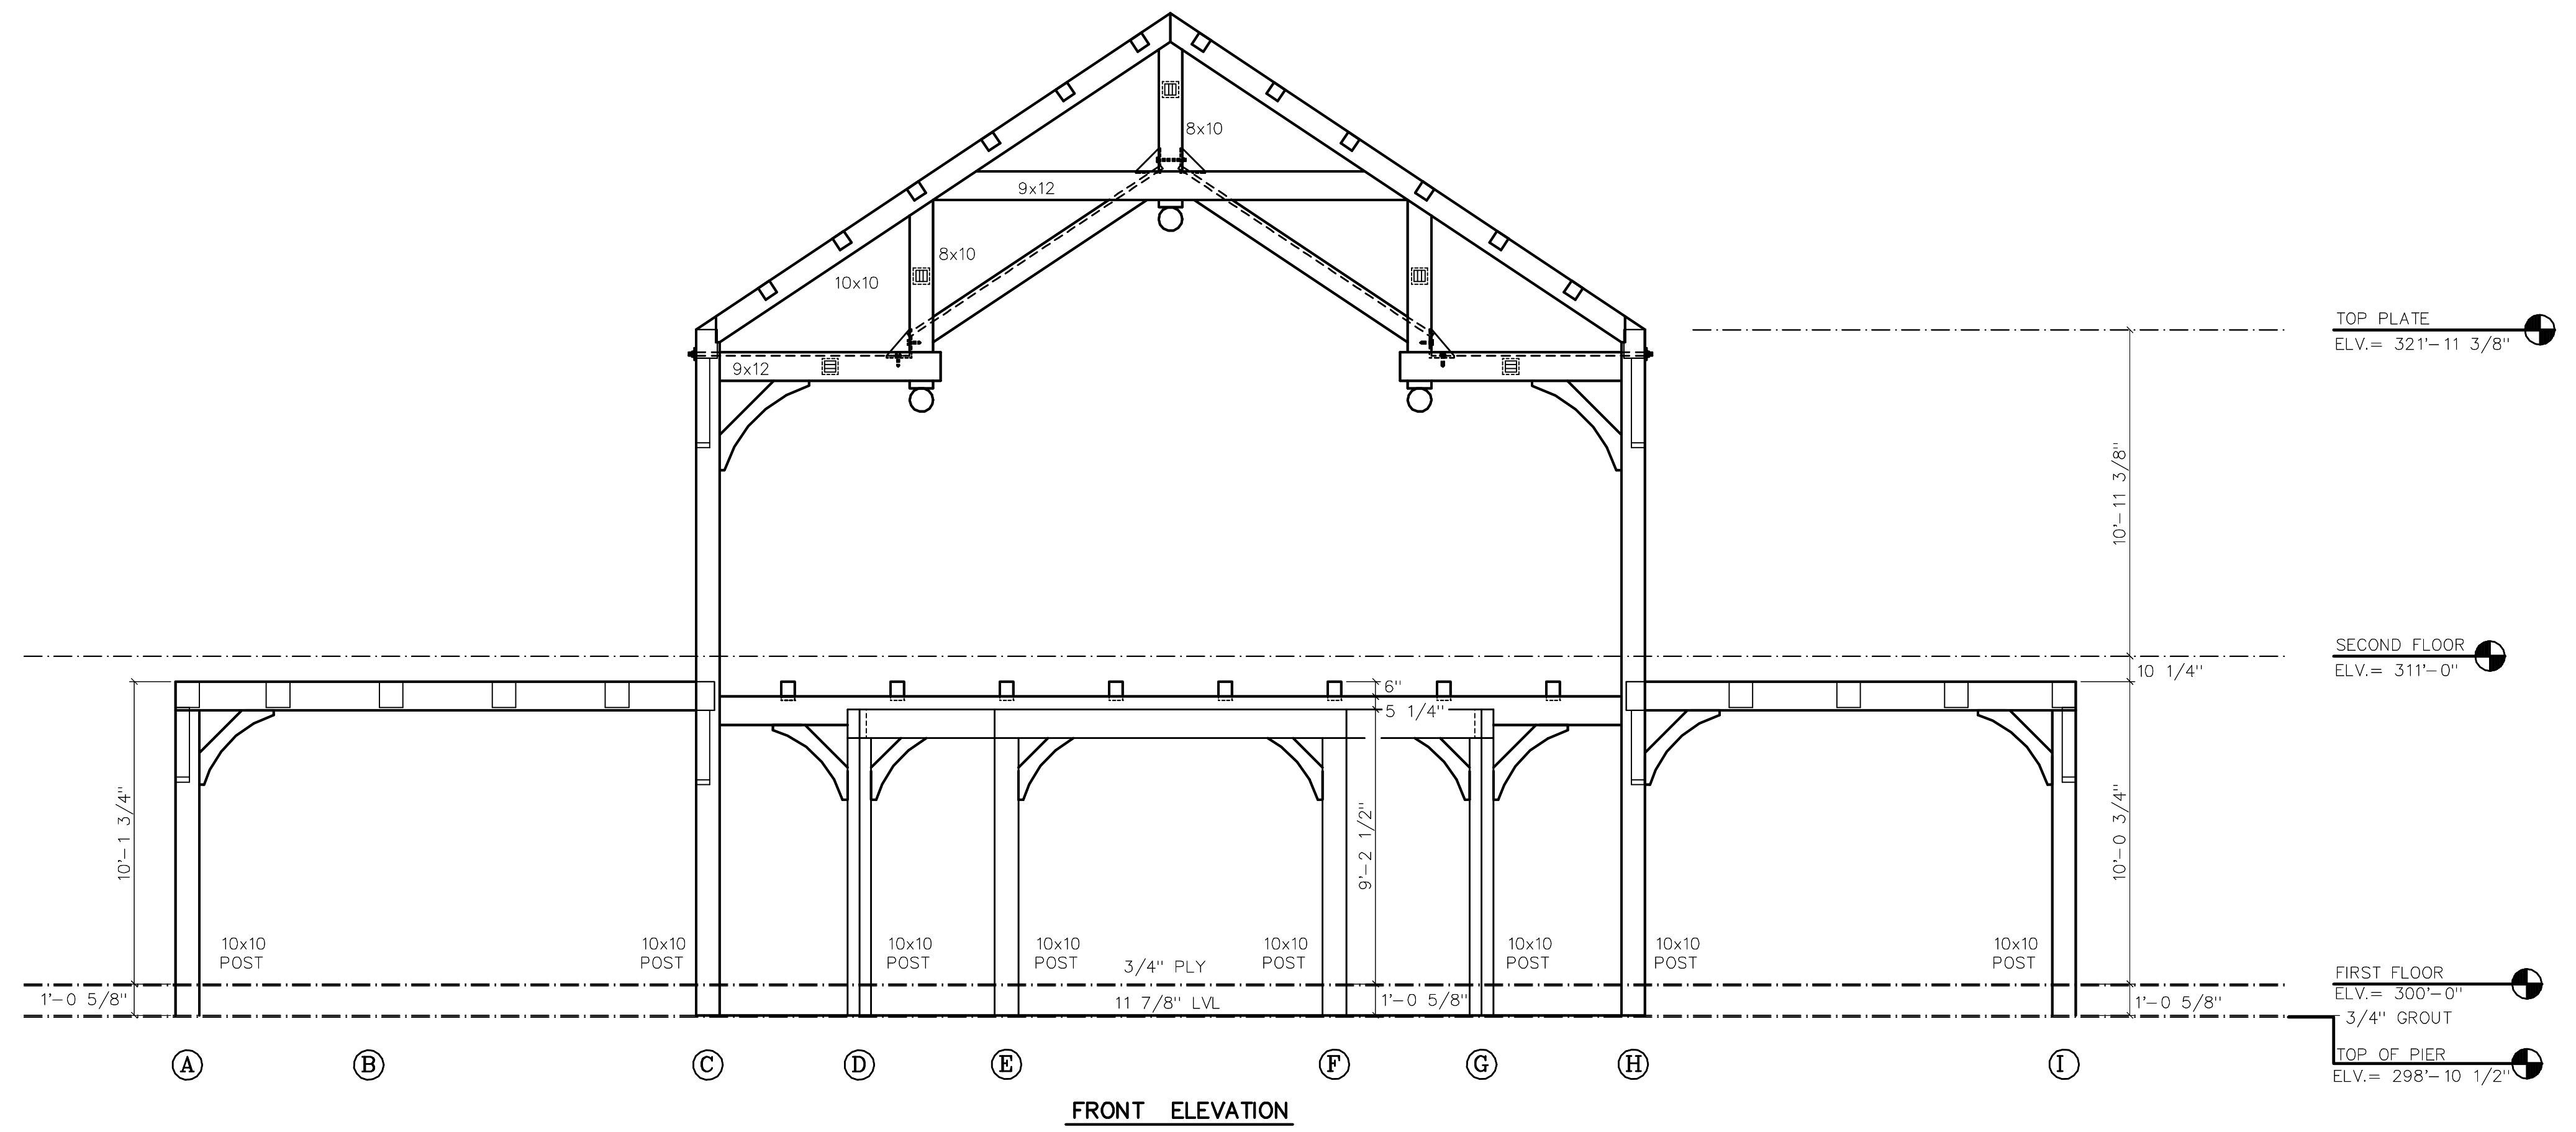 8x10
9x12
8x10
10x10
TOP PLATE
ELV.= 321'-11 3/8"
9x12
10'-11 3/8"
SECOND FLOOR
ELV.= 311'-0"
10 1/4"
6"
5 1/4"
10'-1 3/4"
9'-2 1/2"
10'-0 3/4"
10x10
POST
10x10
POST
10x10
POST
10x10
POST
10x10
POST
10x10
POST
10x10
POST
10x10
POST
3/4" PLY
FIRST FLOOR
ELV.= 300'-0"
1'-0 5/8"
11 7/8" LVL
1'-0 5/8"
1'-0 5/8"
3/4" GROUT
TOP OF PIER
ELV.= 298'-10 1/2"
A B C D E F G H I
FRONT ELEVATION